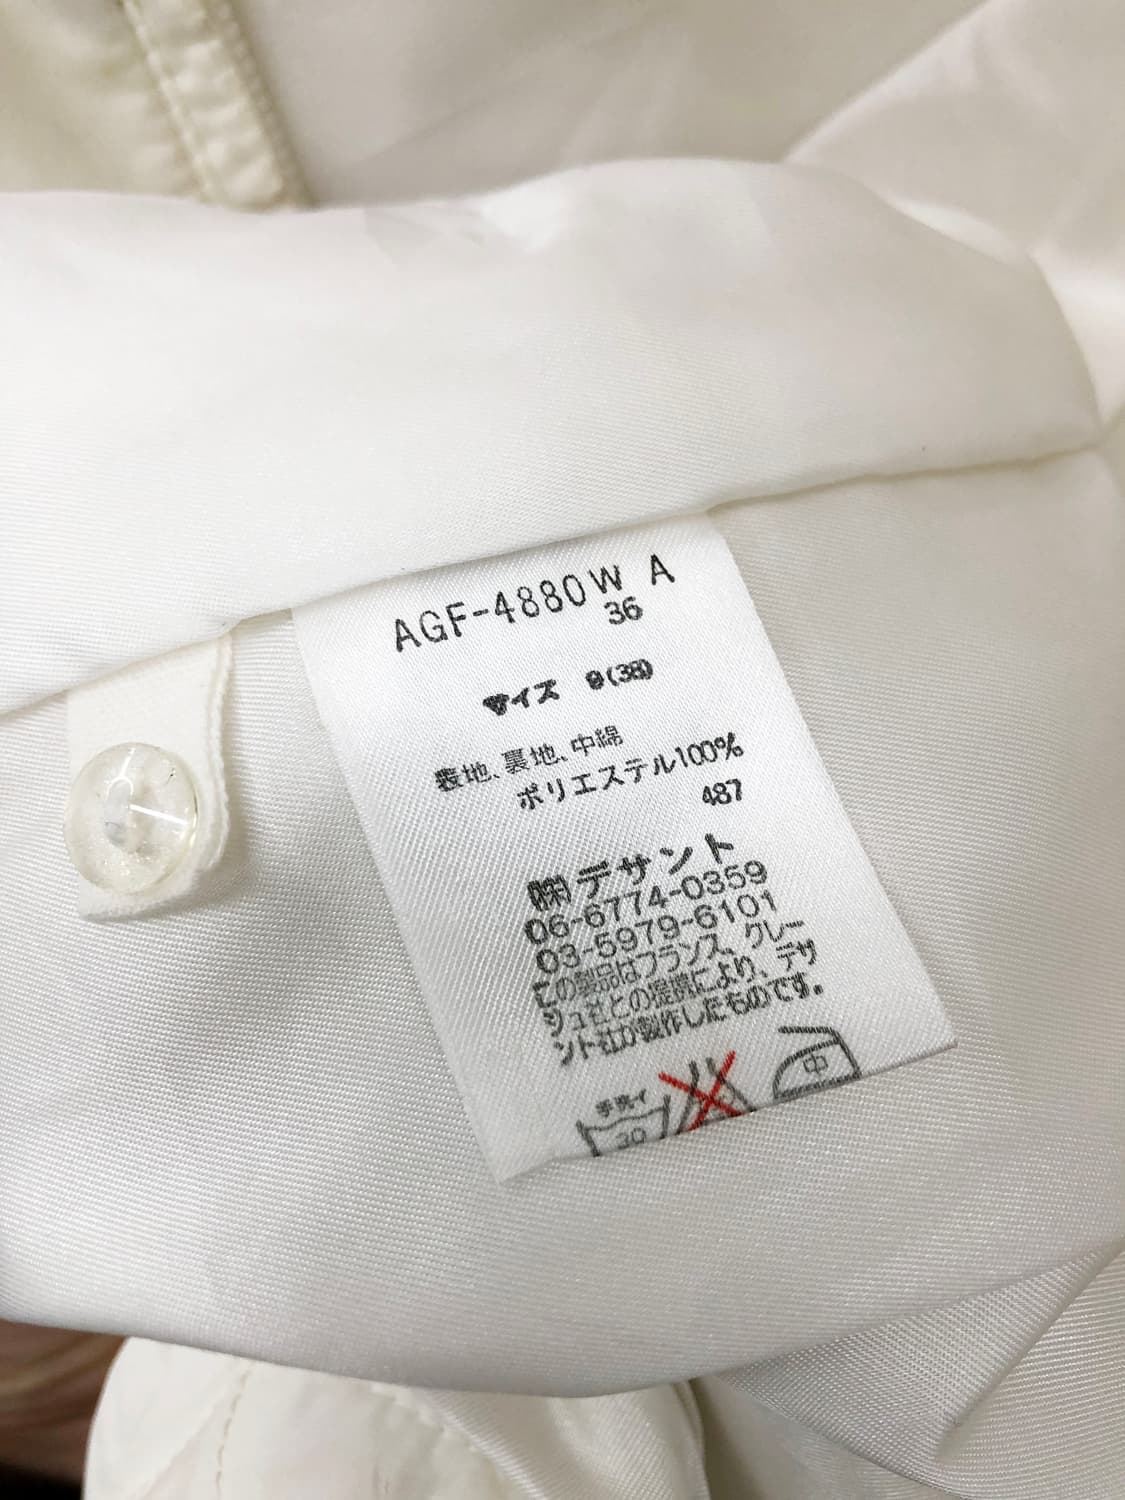 AGF-4880W A
36
サイズ 9(38)
表地、裏地、中綿
ポリエステル100%
487
㈱デサント
06-6774-0359
03-5979-6101
この製品はフランス、クレー
ジュ社との提携により、デサ
ント社が製作したものです。
手洗イ
30
中